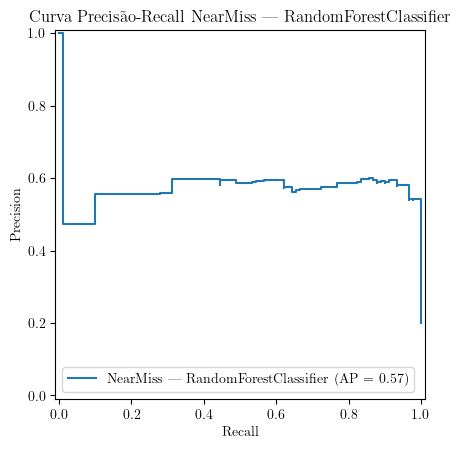 Curva Precisão-Recall NearMiss — RandomForestClassifier
1.0
0.8
0.6
0.4
0.2
0.0
Precision
NearMiss — RandomForestClassifier (AP = 0.57)
0.0 0.2 0.4 0.6 0.8 1.0
Recall